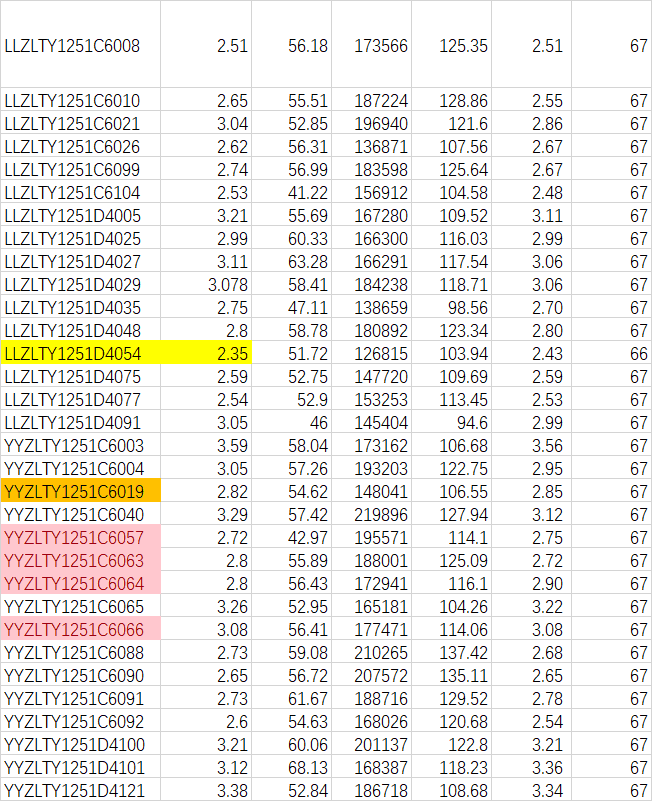 LLZLTY1251C6008 2.51 56.18 173566 125.35 2.51 67
LLZLTY1251C6010 2.65 55.51 187224 128.86 2.55 67
LLZLTY1251C6021 3.04 52.85 196940 121.6 2.86 67
LLZLTY1251C6026 2.62 56.31 136871 107.56 2.67 67
LLZLTY1251C6099 2.74 56.99 183598 125.64 2.67 67
LLZLTY1251C6104 2.53 41.22 156912 104.58 2.48 67
LLZLTY1251D4005 3.21 55.69 167280 109.52 3.11 67
LLZLTY1251D4025 2.99 60.33 166300 116.03 2.99 67
LLZLTY1251D4027 3.11 63.28 166291 117.54 3.06 67
LLZLTY1251D4029 3.078 58.41 184238 118.71 3.06 67
LLZLTY1251D4035 2.75 47.11 138659 98.56 2.70 67
LLZLTY1251D4048 2.8 58.78 180892 123.34 2.80 67
LLZLTY1251D4054 2.35 51.72 126815 103.94 2.43 66
LLZLTY1251D4075 2.59 52.75 147720 109.69 2.59 67
LLZLTY1251D4077 2.54 52.9 153253 113.45 2.53 67
LLZLTY1251D4091 3.05 46 145404 94.6 2.99 67
YYZLTY1251C6003 3.59 58.04 173162 106.68 3.56 67
YYZLTY1251C6004 3.05 57.26 193203 122.75 2.95 67
YYZLTY1251C6019 2.82 54.62 148041 106.55 2.85 67
YYZLTY1251C6040 3.29 57.42 219896 127.94 3.12 67
YYZLTY1251C6057 2.72 42.97 195571 114.1 2.75 67
YYZLTY1251C6063 2.8 55.89 188001 125.09 2.72 67
YYZLTY1251C6064 2.8 56.43 172941 116.1 2.90 67
YYZLTY1251C6065 3.26 52.95 165181 104.26 3.22 67
YYZLTY1251C6066 3.08 56.41 177471 114.06 3.08 67
YYZLTY1251C6088 2.73 59.08 210265 137.42 2.68 67
YYZLTY1251C6090 2.65 56.72 207572 135.11 2.65 67
YYZLTY1251C6091 2.73 61.67 188716 129.52 2.78 67
YYZLTY1251C6092 2.6 54.63 168026 120.68 2.54 67
YYZLTY1251D4100 3.21 60.06 201137 122.8 3.21 67
YYZLTY1251D4101 3.12 68.13 168387 118.23 3.36 67
YYZLTY1251D4121 3.38 52.84 186718 108.68 3.34 67